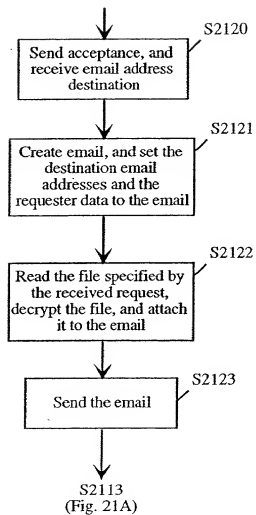 S2120
Send acceptance, and
receive email address
destination
S2121
Create email, and set the
destination email
addresses and the
requester data to the email
S2122
Read the file specified by
the received request,
decrypt the file, and attach
it to the email
S2123
Send the email
S2113
(Fig. 21A)